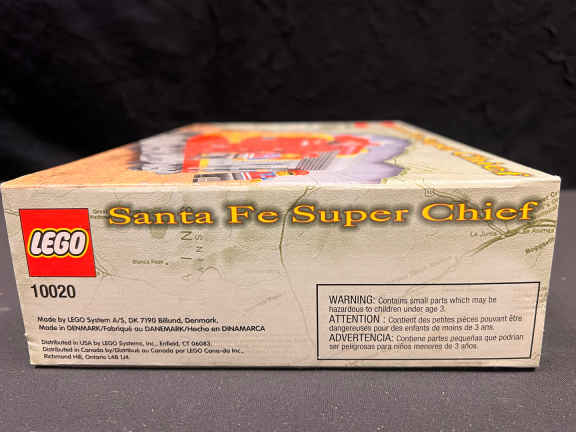 Santa Fe Super Chief
LEGO
10020
Blanca Peak
Made by LEGO System A/S, DK 7190 Billund, Denmark.
Made in DENMARK/Fabriqué au DANEMARK/Hecho en DINAMARCA
Distributed in USA by LEGO Systems, Inc., Enfield, CT 06083.
Distributed in Canada by/Distribué au Canada par LEGO Canada Inc.,
Richmond Hill, Ontario L4B 1J4.
WARNING: Contains small parts which may be
hazardous to children under age 3.
ATTENTION : Contient des petites pièces pouvant être
dangereuses pour des enfants de moins de 3 ans.
ADVERTENCIA: Contiene partes pequeñas que podrían
ser peligrosas para niños menores de 3 años.